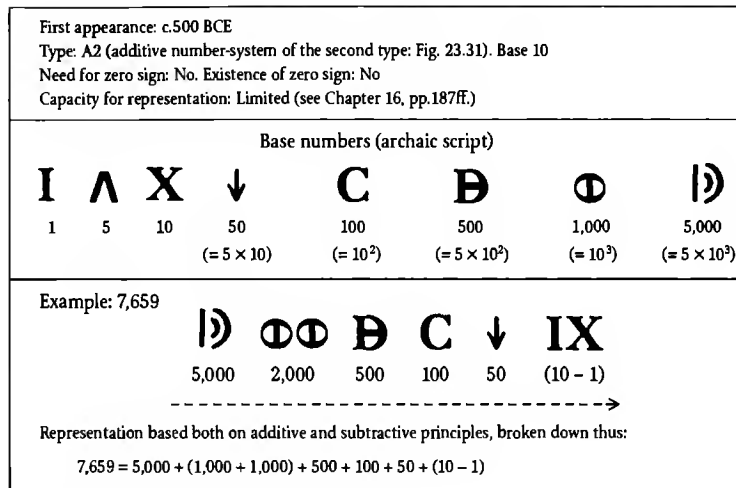 First appearance: c.500 BCE
Type: A2 (additive number-system of the second type: Fig. 23.31). Base 10
Need for zero sign: No. Existence of zero sign: No
Capacity for representation: Limited (see Chapter 16, pp.187ff.)
Base numbers (archaic script)
I Λ X ↓ C D Ⅾ |))
1 5 10 50 100 500 1,000 5,000
(= 5 × 10) (= 10²) (= 5 × 10²) (= 10³) (= 5 × 10³)
Example: 7,659
C ↓ IX
5,000 2,000 500 100 50 (10 – 1)
Representation based both on additive and subtractive principles, broken down thus:
7,659 = 5,000 + (1,000 + 1,000) + 500 + 100 + 50 + (10 – 1)